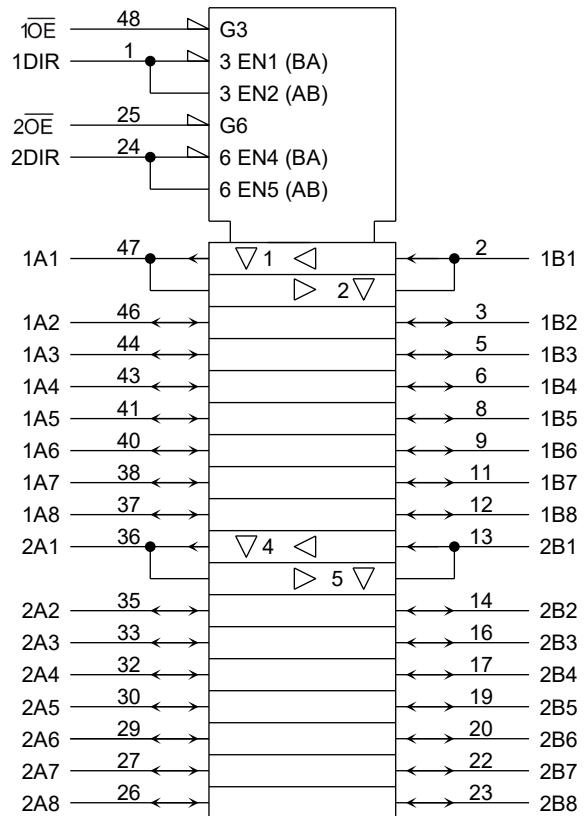 1O̅E̅ 48 G3
1DIR 1 3 EN1 (BA)
3 EN2 (AB)
2O̅E̅ 25 G6
2DIR 24 6 EN4 (BA)
6 EN5 (AB)
1A1 47 1 2 1B1
2
1A2 46 3 1B2
1A3 44 5 1B3
1A4 43 6 1B4
1A5 41 8 1B5
1A6 40 9 1B6
1A7 38 11 1B7
1A8 37 12 1B8
2A1 36 4 13 2B1
5
2A2 35 14 2B2
2A3 33 16 2B3
2A4 32 17 2B4
2A5 30 19 2B5
2A6 29 20 2B6
2A7 27 22 2B7
2A8 26 23 2B8